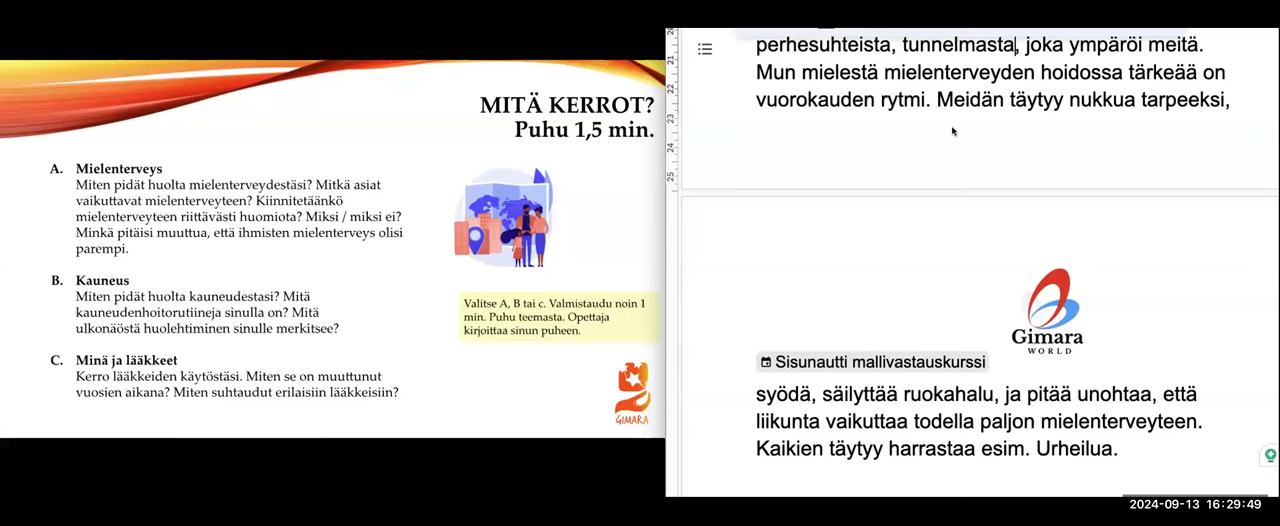 MITÄ KERROT?
Puhu 1,5 min.
A. Mielenterveys
Miten pidät huolta mielenterveydestäsi? Mitkä asiat
vaikuttavat mielenterveyteen? Kiinnitetäänkö
mielenterveyteen riittävästi huomiota? Miksi / miksi ei?
Minkä pitäisi muuttua, että ihmisten mielenterveys olisi
parempi.
B. Kauneus
Miten pidät huolta kauneudestasi? Mitä
kauneudenhoitorutiineja sinulla on? Mitä
ulkonäöstä huolehtiminen sinulle merkitsee?
C. Minä ja lääkkeet
Kerro lääkkeiden käytöstäsi. Miten se on muuttunut
vuosien aikana? Miten suhtaudut erilaisiin lääkkeisiin?
Valitse A, B tai c. Valmistaudu noin 1
min. Puhu teemasta. Opettaja
kirjoittaa sinun puheen.
GIMARA
21
22
23
24
25
perhesuhteista, tunnelmasta, joka ympäröi meitä.
Mun mielestä mielenterveyden hoidossa tärkeää on
vuorokauden rytmi. Meidän täytyy nukkua tarpeeksi,
Gimara
WORLD
Sisunautti mallivastauskurssi
syödä, säilyttää ruokahalu, ja pitää unohtaa, että
liikunta vaikuttaa todella paljon mielenterveyteen.
Kaikien täytyy harrastaa esim. Urheilua.
2024-09-13 16:29:49